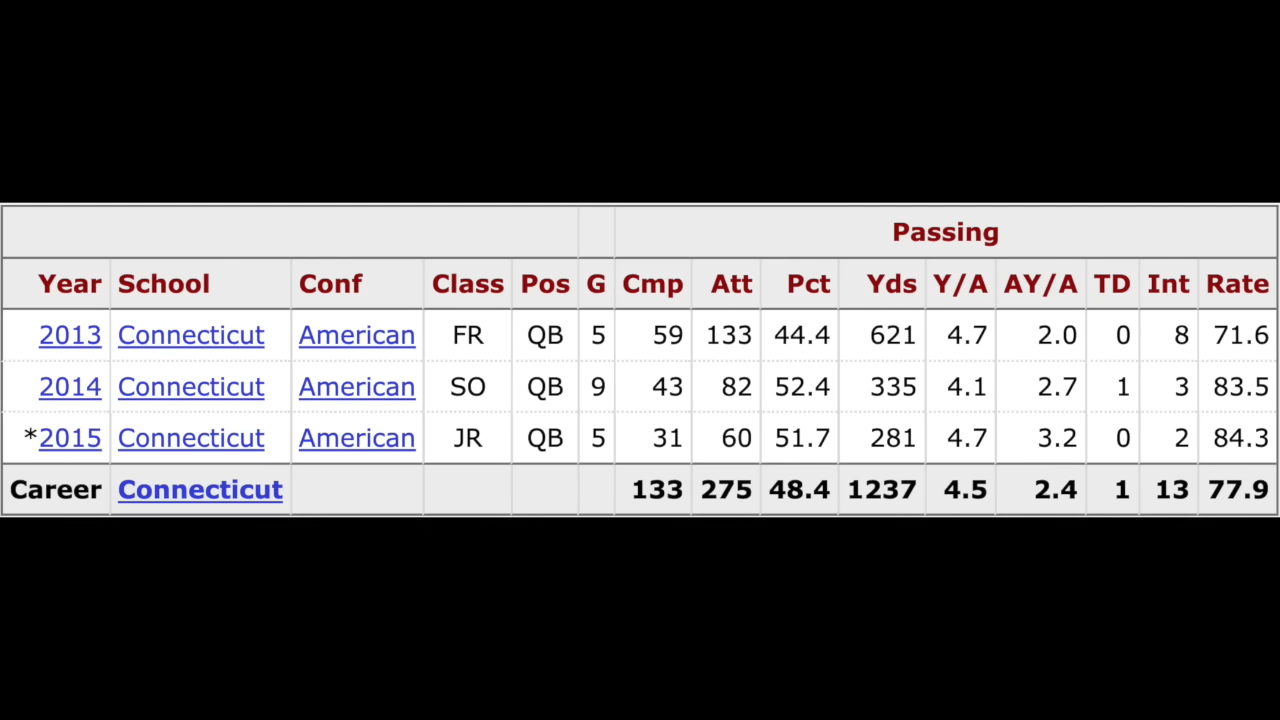 Passing
Year School Conf Class Pos G Cmp Att Pct Yds Y/A AY/A TD Int Rate
2013 Connecticut American FR QB 5 59 133 44.4 621 4.7 2.0 0 8 71.6
2014 Connecticut American SO QB 9 43 82 52.4 335 4.1 2.7 1 3 83.5
*2015 Connecticut American JR QB 5 31 60 51.7 281 4.7 3.2 0 2 84.3
Career Connecticut 133 275 48.4 1237 4.5 2.4 1 13 77.9